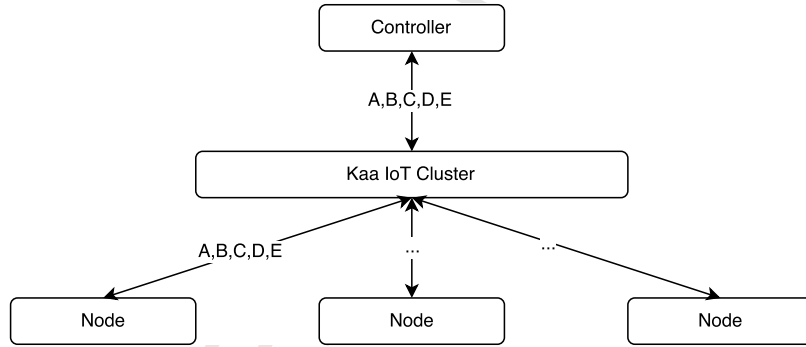 Controller
A,B,C,D,E
Kaa IoT Cluster
A,B,C,D,E
...
...
Node
Node
Node